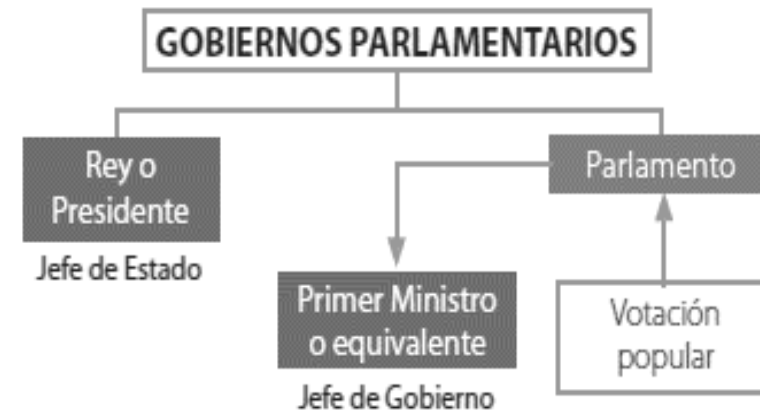 GOBIERNOS PARLAMENTARIOS
Rey o
Presidente
Jefe de Estado
Parlamento
Primer Ministro
o equivalente
Jefe de Gobierno
Votación
popular